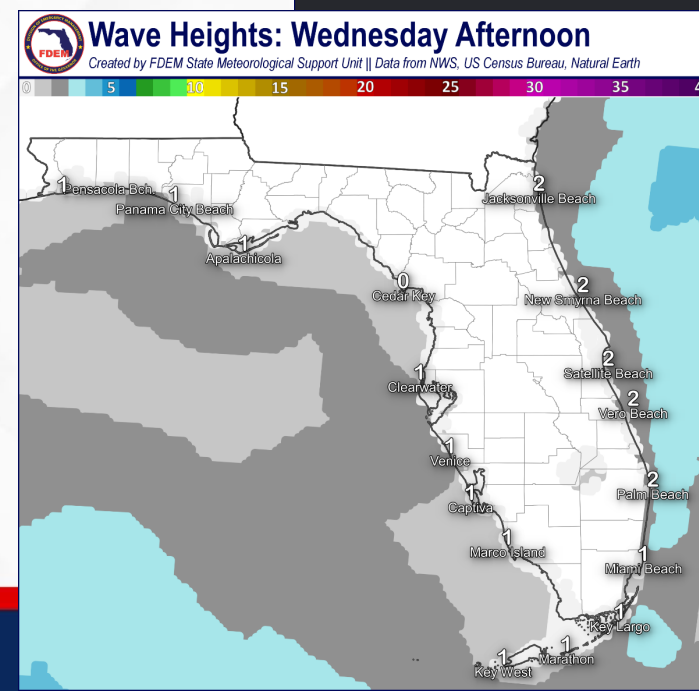 Wave Heights: Wednesday Afternoon
Created by FDEM State Meteorological Support Unit || Data from NWS, US Census Bureau, Natural Earth
FDEM
0 5 10 15 20 25 30 35 4
2
Jacksonville Beach
1
Pensacola Bch.
1
Panama City Beach
1
Apalachicola
0
Cedar Key
2
New Smyrna Beach
2
Satellite Beach
1
Clearwater
2
Vero Beach
1
Venice
2
Palm Beach
1
Captiva
1
Marco Island
1
Miami Beach
1
Key Largo
1
Marathon
1
Key West